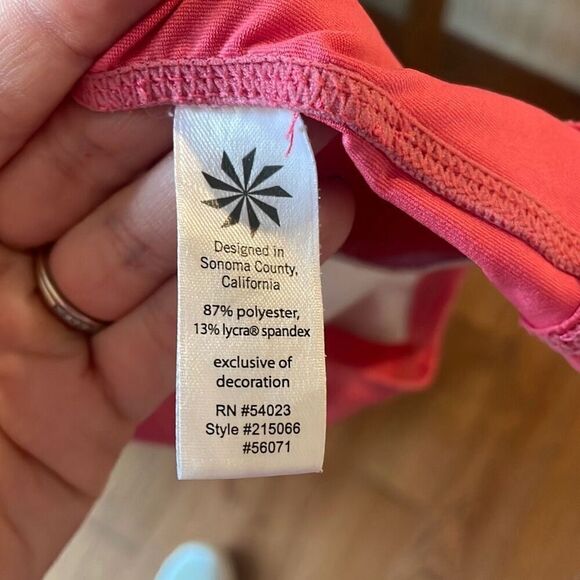 Designed in
Sonoma County,
California
87% polyester,
13% lycra® spandex
exclusive of
decoration
RN #54023
Style #215066
#56071